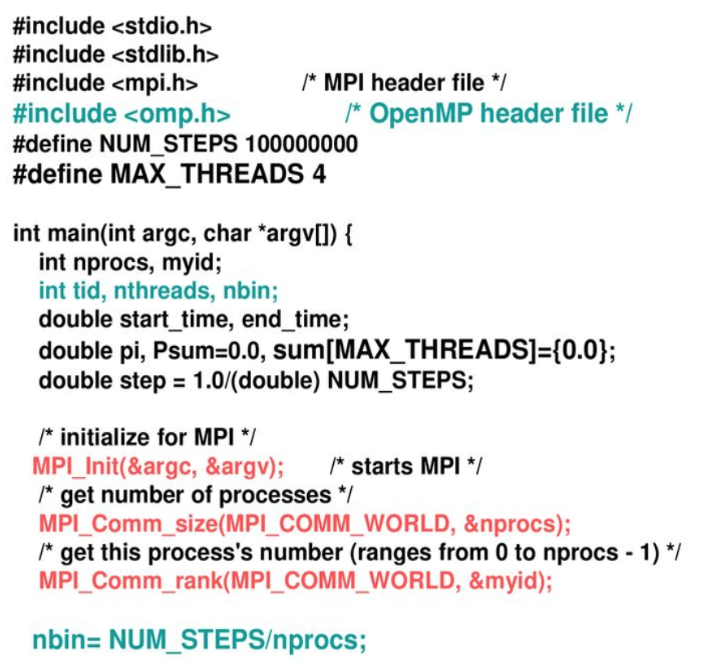 #include <stdio.h>
#include <stdlib.h>
#include <mpi.h> /* MPI header file */
#include <omp.h> /* OpenMP header file */
#define NUM_STEPS 100000000
#define MAX_THREADS 4
int main(int argc, char *argv[]) {
int nprocs, myid;
int tid, nthreads, nbin;
double start_time, end_time;
double pi, Psum=0.0, sum[MAX_THREADS]={0.0};
double step = 1.0/(double) NUM_STEPS;
/* initialize for MPI */
MPI_Init(&argc, &argv); /* starts MPI */
/* get number of processes */
MPI_Comm_size(MPI_COMM_WORLD, &nprocs);
/* get this process's number (ranges from 0 to nprocs - 1) */
MPI_Comm_rank(MPI_COMM_WORLD, &myid);
nbin= NUM_STEPS/nprocs;